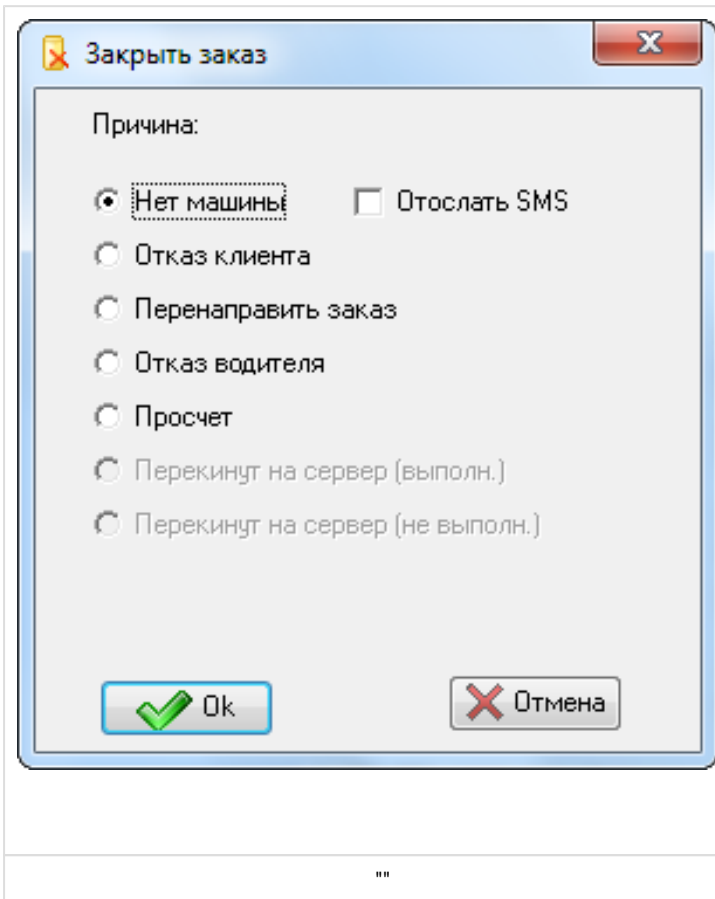 Закрыть заказ
Причина:
Нет машины Отослать SMS
Отказ клиента
Перенаправить заказ
Отказ водителя
Просчет
Перекинут на сервер (выполн.)
Перекинут на сервер (не выполн.)
Ok Отмена
""